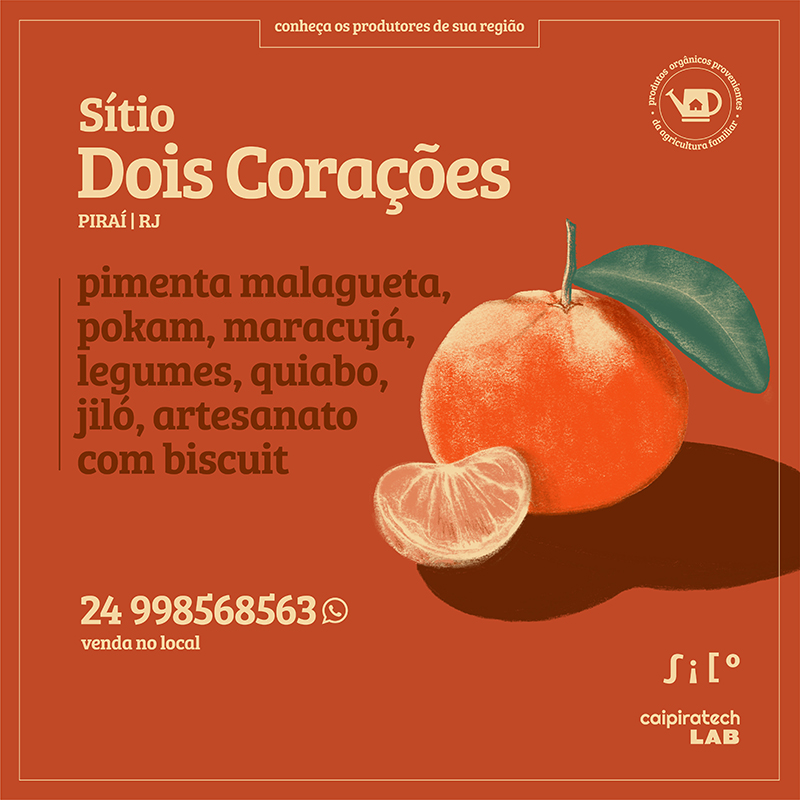 conheça os produtores de sua região
produtos orgânicos provenientes
da agricultura familiar
Sítio
Dois Corações
PIRAÍ | RJ
pimenta malagueta,
pokam, maracujá,
legumes, quiabo,
jiló, artesanato
com biscuit
24 998568563
venda no local
caipiratech
LAB